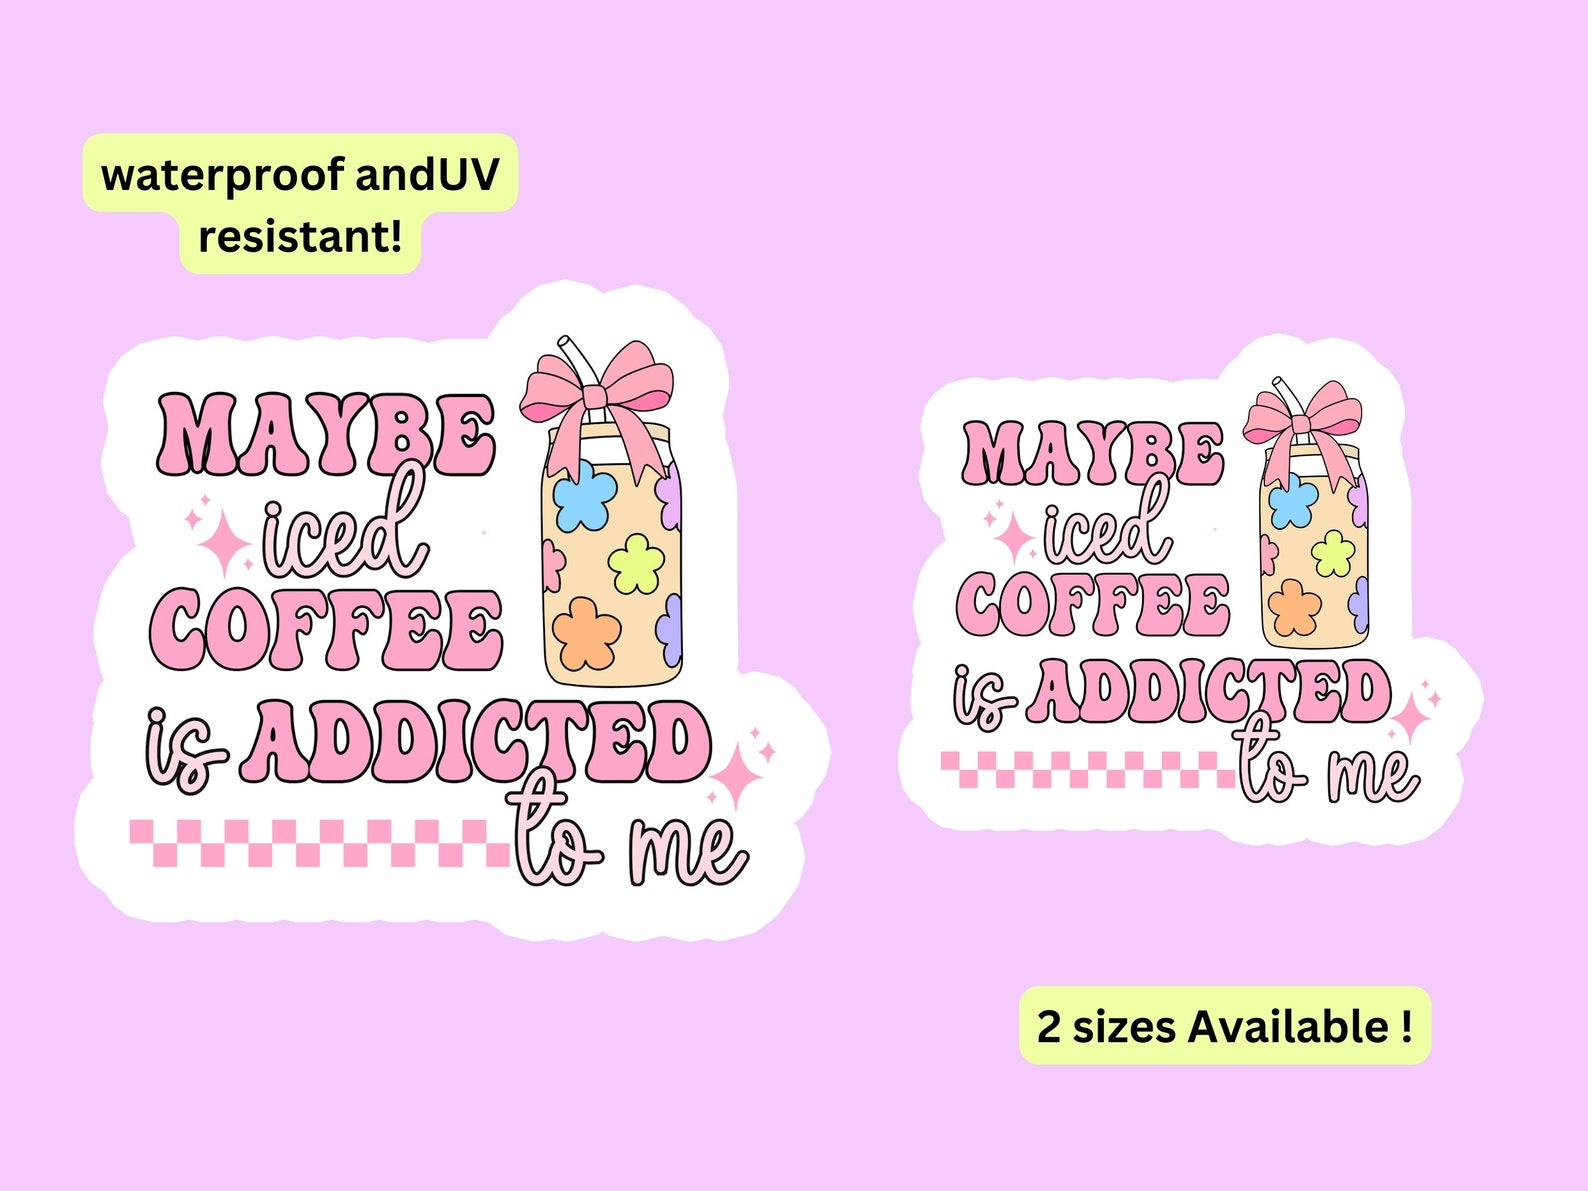 waterproof andUV
resistant!
MAYBE
iced
COFFEE
is ADDICTED
to me
MAYBE
iced
COFFEE
is ADDICTED
to me
2 sizes Available !